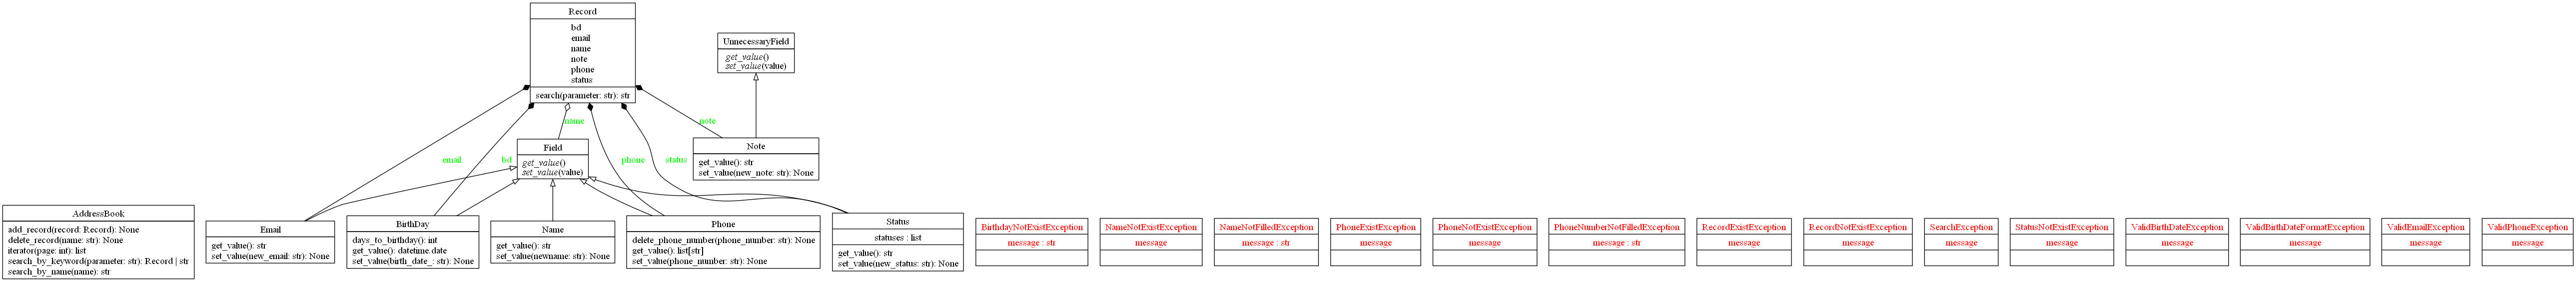 Record
bd
email
name
note
phone
status
search(parameter: str): str
UnnecessaryField
get_value()
set_value(value)
name
note
Field
get_value()
set_value(value)
Note
get_value(): str
set_value(new_note: str): None
email
bd
phone
status
AddressBook
add_record(record: Record): None
delete_record(name: str): None
iterator(page: int): list
search_by_keyword(parameter: str): Record | str
search_by_name(name): str
Email
get_value(): str
set_value(new_email: str): None
BirthDay
days_to_birthday(): int
get_value(): datetime.date
set_value(birth_date_: str): None
Name
get_value(): str
set_value(newname: str): None
Phone
delete_phone_number(phone_number: str): None
get_value(): list[str]
set_value(phone_number: str): None
Status
statuses : list
get_value(): str
set_value(new_status: str): None
BirthdayNotExistException
message : str
NameNotExistException
message
NameNotFilledException
message : str
PhoneExistException
message
PhoneNotExistException
message
PhoneNumberNotFilledException
message : str
RecordExistException
message
RecordNotExistException
message
SearchException
message
StatusNotExistException
message
ValidBirthDateException
message
ValidBirthDateFormatException
message
ValidEmailException
message
ValidPhoneException
message